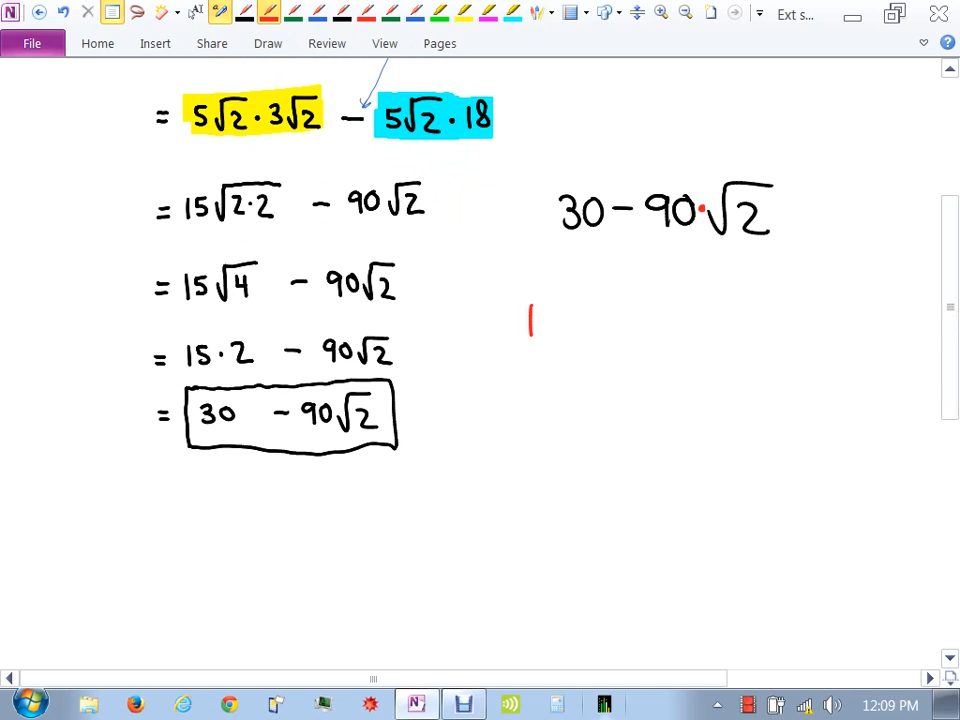 Ext s...
File Home Insert Share Draw Review View Pages
= 5√2 · 3√2 − 5√2 · 18
= 15√2·2 − 90√2
30 − 90·√2
= 15√4 − 90√2
= 15 · 2 − 90√2
= 30 − 90√2
12:09 PM